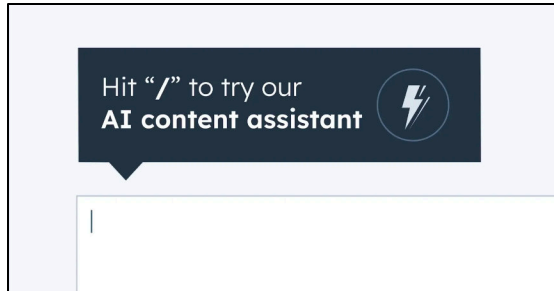 Hit “/” to try our
AI content assistant